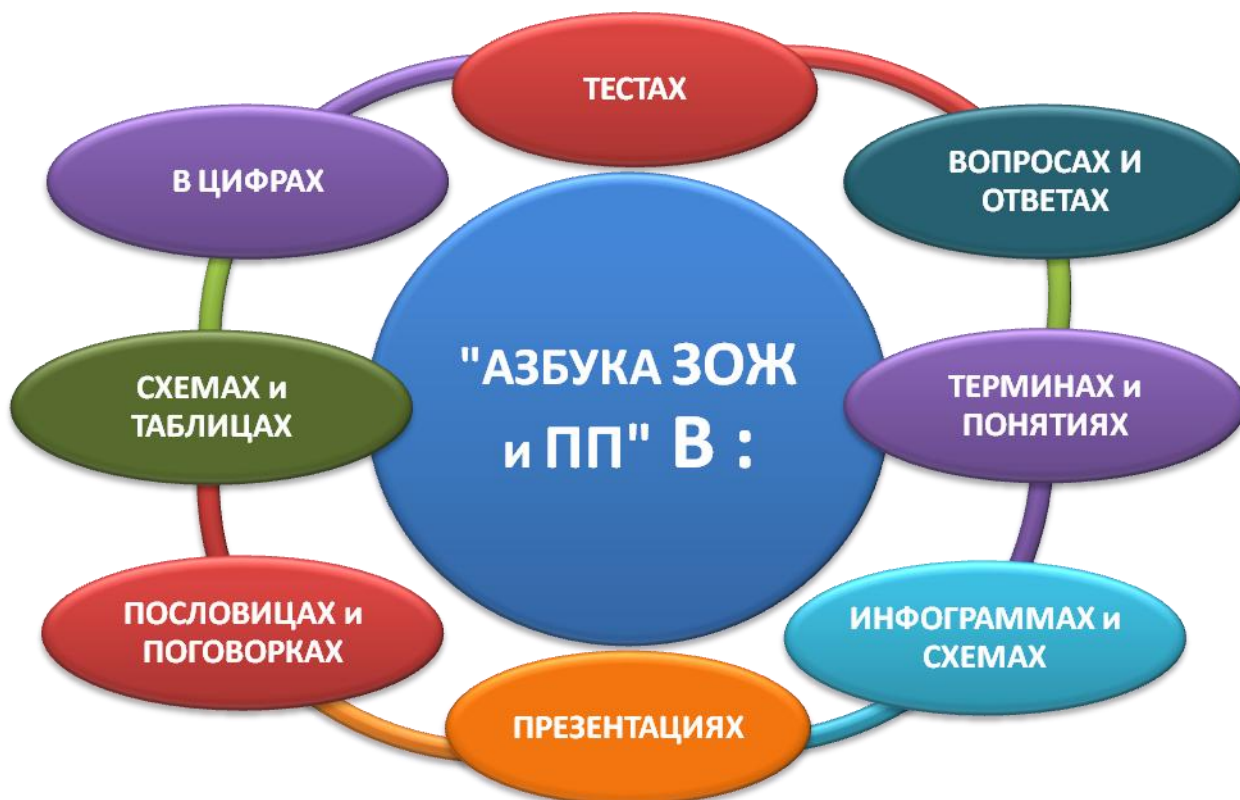 ТЕСТАХ
ВОПРОСАХ И
ОТВЕТАХ
ТЕРМИНАХ и
ПОНЯТИЯХ
ИНФОГРАММАХ и
СХЕМАХ
ПРЕЗЕНТАЦИЯХ
ПОСЛОВИЦАХ и
ПОГОВОРКАХ
СХЕМАХ и
ТАБЛИЦАХ
В ЦИФРАХ
"АЗБУКА ЗОЖ
и ПП" В :